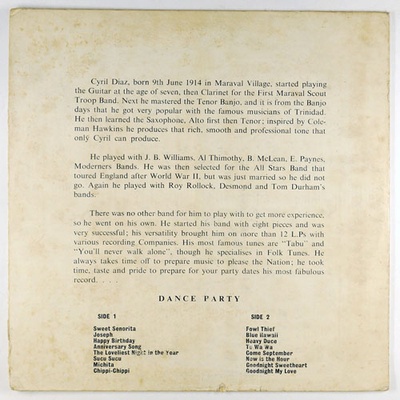 Cyril Diaz, born 9th June 1914 in Maraval Village, started playing
the Guitar at the age of seven, then Clarinet for the First Maraval Scout
Troop Band. Next he mastered the Tenor Banjo, and it is from the Banjo
days that he got very popular with the famous musicians of Trinidad.
He then learned the Saxophone, Alto first then Tenor; inspired by Cole-
man Hawkins he produces that rich, smooth and professional tone that
only Cyril can produce.
He played with J. B. Williams, Al Thimothy, B. McLean, E. Paynes,
Moderners Bands. He was then selected for the All Stars Band that
toured England after World War II, but was just married so he did not
go. Again he played with Roy Rollock, Desmond and Tom Durham's
bands.
There was no other band for him to play with to get more experience,
so he went on his own. He started his band with eight pieces and was
very successful; his versatility brought him on more than 12 L.Ps with
various recording Companies. His most famous tunes are "Tabu" and
"You'll never walk alone", though he specialises in Folk Tunes. He
always takes time off to prepare music to please the Nation; he took
time, taste and pride to prepare for your party dates his most fabulous
record. . . . .
DANCE PARTY
SIDE 1
Sweet Senorita
Joseph
Happy Birthday
Anniversary Song
The Loveliest Night in the Year
Sucu Sucu
Michita
Chippi-Chippi
SIDE 2
Fowl Thief
Blue Hawaii
Heavy Duce
Tu Wa Wa
Come September
Now is the Hour
Goodnight Sweetheart
Goodnight My Love